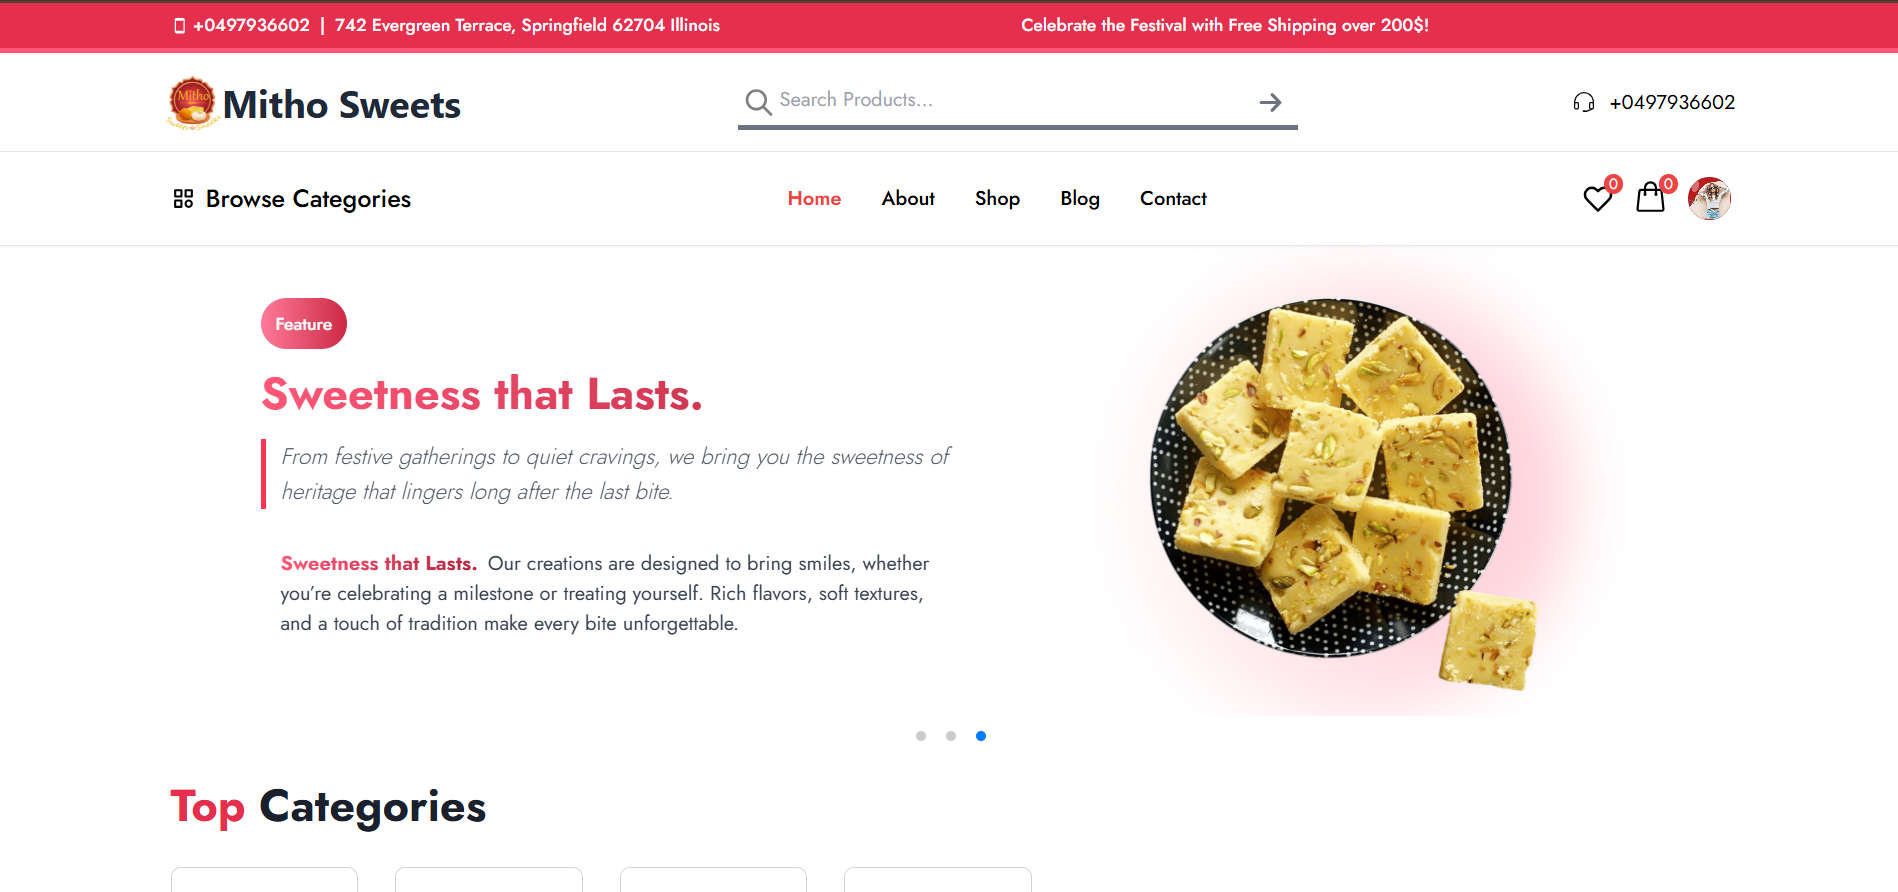 +0497936602 | 742 Evergreen Terrace, Springfield 62704 Illinois
Celebrate the Festival with Free Shipping over 200$!
Mitho
Mitho Sweets
Search Products...
+0497936602
Browse Categories
Home About Shop Blog Contact
0 0
Feature
Sweetness that Lasts.
From festive gatherings to quiet cravings, we bring you the sweetness of
heritage that lingers long after the last bite.
Sweetness that Lasts. Our creations are designed to bring smiles, whether
you’re celebrating a milestone or treating yourself. Rich flavors, soft textures,
and a touch of tradition make every bite unforgettable.
Top Categories